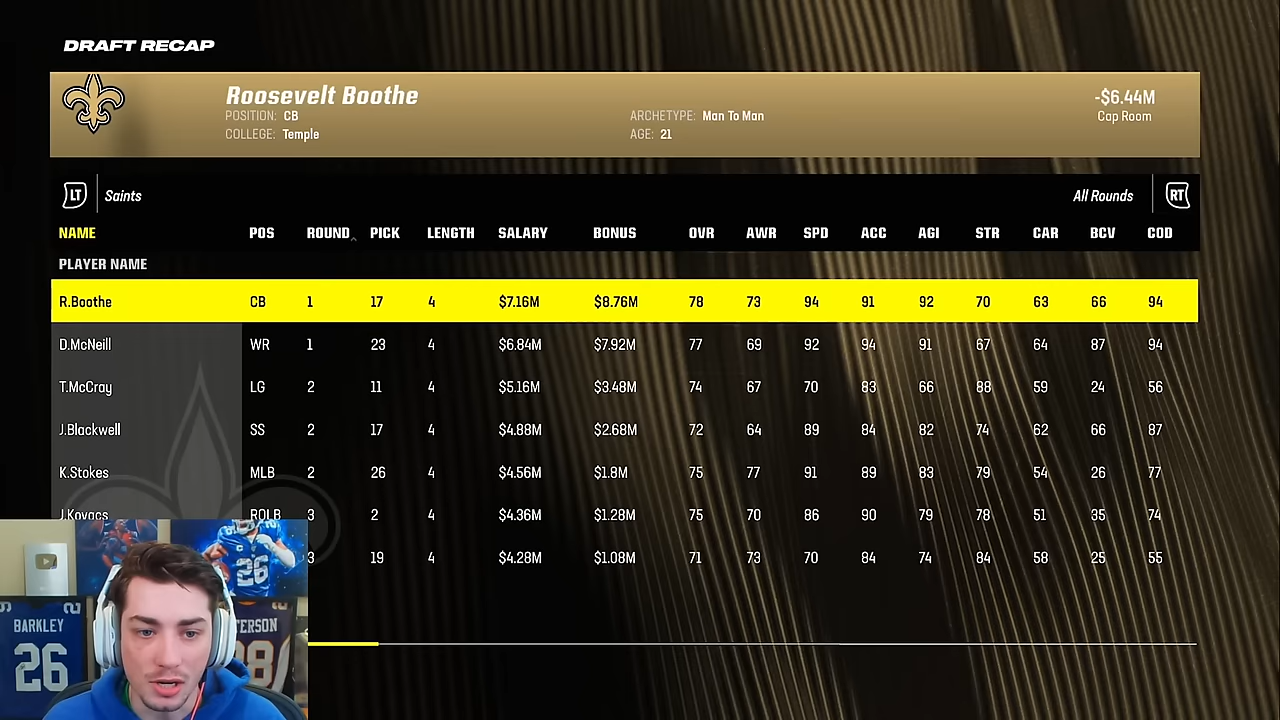 DRAFT RECAP
Roosevelt Boothe
POSITION: CB
COLLEGE: Temple
ARCHETYPE: Man To Man
AGE: 21
-$6.44M
Cap Room
LT Saints All Rounds RT
NAME POS ROUND PICK LENGTH SALARY BONUS OVR AWR SPD ACC AGI STR CAR BCV COD
PLAYER NAME
R.Boothe CB 1 17 4 $7.16M $8.76M 78 73 94 91 92 70 63 66 94
D.McNeill WR 1 23 4 $6.84M $7.92M 77 69 92 94 91 67 64 87 94
T.McCray LG 2 11 4 $5.16M $3.48M 74 67 70 83 66 88 59 24 56
J.Blackwell SS 2 17 4 $4.88M $2.68M 72 64 89 84 82 74 62 66 87
K.Stokes MLB 2 26 4 $4.56M $1.8M 75 77 91 89 83 79 54 26 77
J.Kovacs ROLB 3 2 4 $4.36M $1.28M 75 70 86 90 79 78 51 35 74
3 19 4 $4.28M $1.08M 71 73 70 84 74 84 58 25 55
26
BARKLEY
26